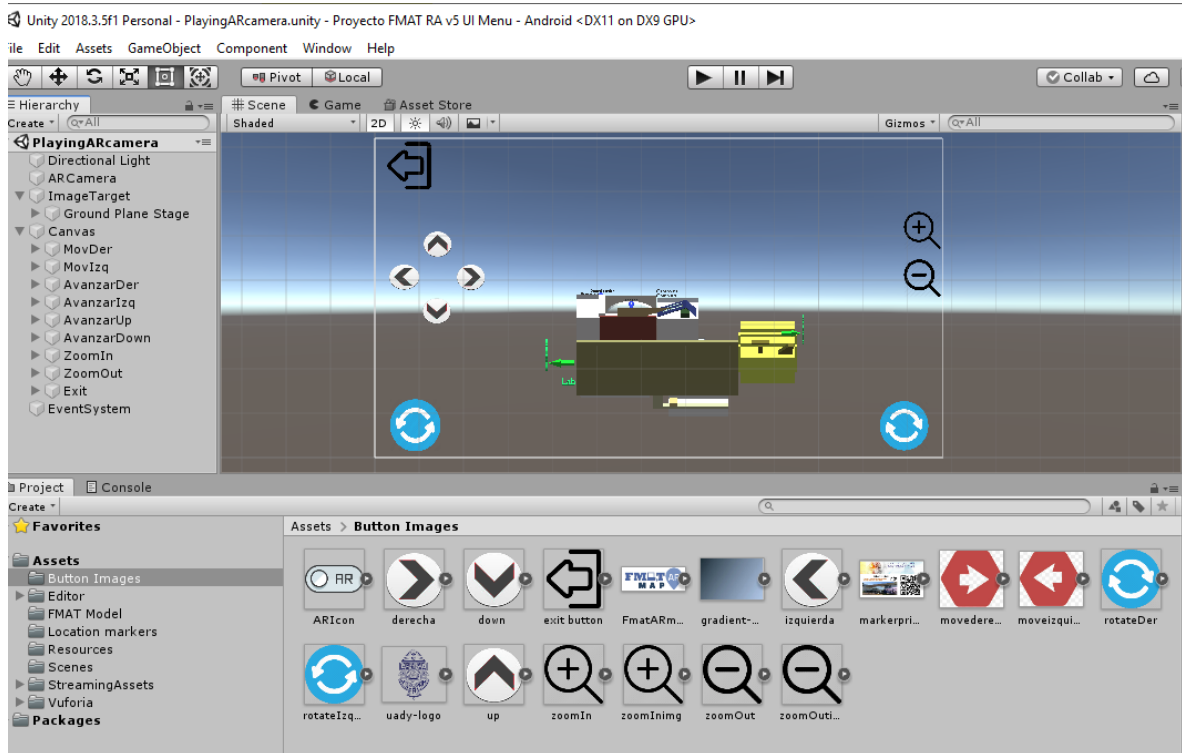 Unity 2018.3.5f1 Personal - PlayingARcamera.unity - Proyecto FMAT RA v5 UI Menu - Android <DX11 on DX9 GPU>
ile Edit Assets GameObject Component Window Help
Pivot Local Collab
Hierarchy
Create All
PlayingARcamera
Directional Light
ARCamera
ImageTarget
Ground Plane Stage
Canvas
MovDer
MovIzq
AvanzarDer
AvanzarIzq
AvanzarUp
AvanzarDown
ZoomIn
ZoomOut
Exit
EventSystem
Scene Game Asset Store
Shaded 2D Gizmos All
Lab
Project Console
Create
Favorites
Assets
Button Images
Editor
FMAT Model
Location markers
Resources
Scenes
StreamingAssets
Vuforia
Packages
Assets > Button Images
AR
FMAT AR
MAP
ARIcon derecha down exit button FmatARm... gradient-... izquierda markerpri... movedere... moveizqui... rotateDer
rotateIzq... uady-logo up zoomIn zoomInimg zoomOut zoomOuti...